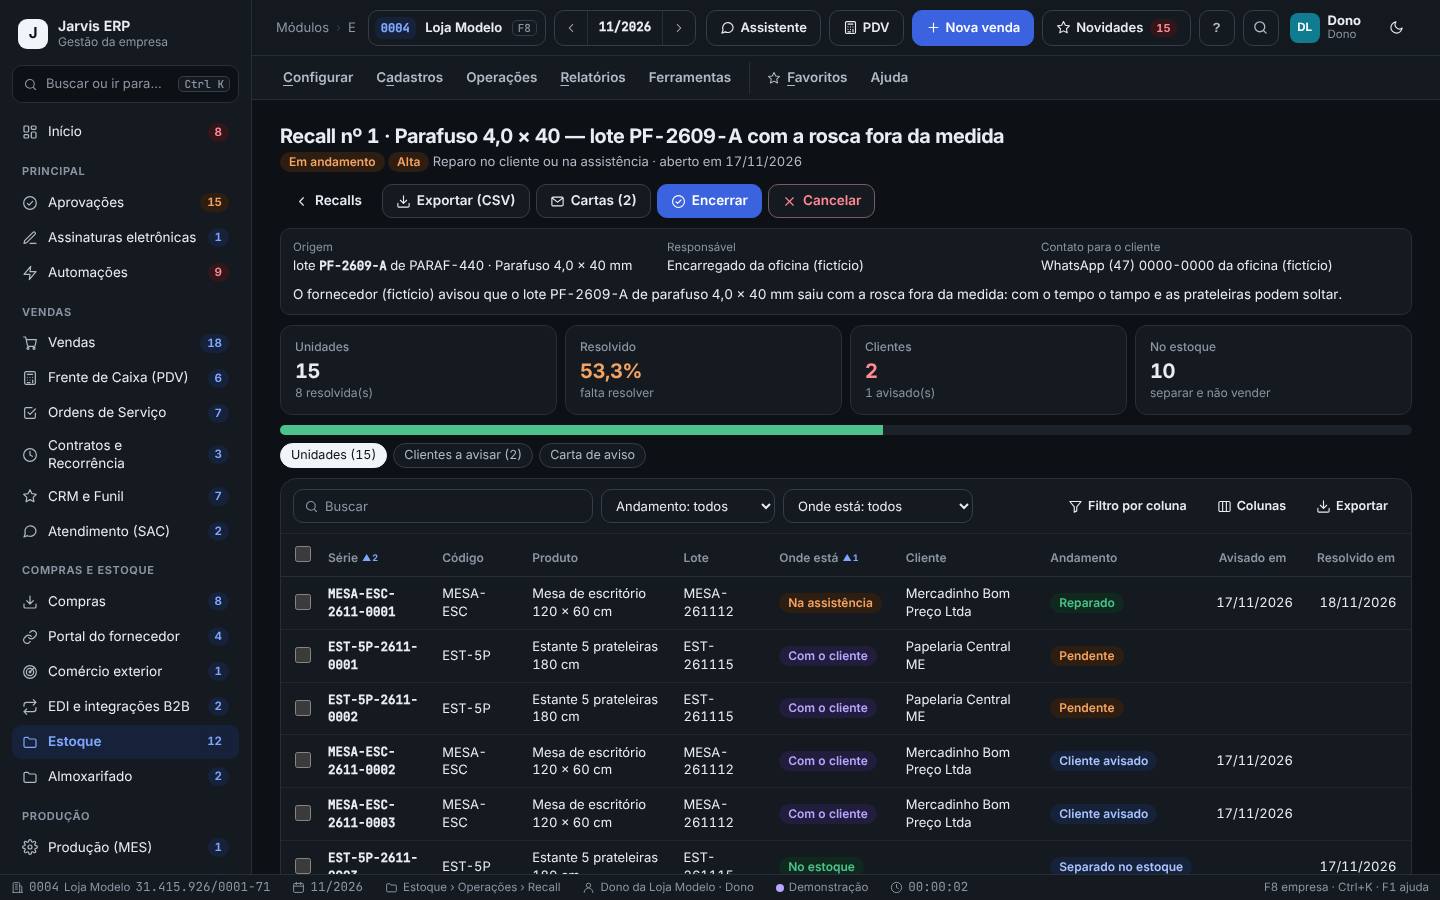 J
Jarvis ERP
Gestão da empresa
Buscar ou ir para... Ctrl K
Início 8
PRINCIPAL
Aprovações 15
Assinaturas eletrônicas 1
Automações 9
VENDAS
Vendas 18
Frente de Caixa (PDV) 6
Ordens de Serviço 7
Contratos e
Recorrência 3
CRM e Funil 7
Atendimento (SAC) 2
COMPRAS E ESTOQUE
Compras 8
Portal do fornecedor 4
Comércio exterior 1
EDI e integrações B2B 2
Estoque 12
Almoxarifado 2
PRODUÇÃO
Produção (MES) 1
Módulos › E 0004 Loja Modelo F8 ‹ 11/2026 › Assistente PDV + Nova venda Novidades 15 ? DL Dono
Dono
Configurar Cadastros Operações Relatórios Ferramentas Favoritos Ajuda
Recall nº 1 · Parafuso 4,0 × 40 — lote PF-2609-A com a rosca fora da medida
Em andamento Alta Reparo no cliente ou na assistência · aberto em 17/11/2026
‹ Recalls Exportar (CSV) Cartas (2) Encerrar Cancelar
Origem Responsável Contato para o cliente
lote PF-2609-A de PARAF-440 · Parafuso 4,0 × 40 mm Encarregado da oficina (fictício) WhatsApp (47) 0000-0000 da oficina (fictício)
O fornecedor (fictício) avisou que o lote PF-2609-A de parafuso 4,0 × 40 mm saiu com a rosca fora da medida: com o tempo o tampo e as prateleiras podem soltar.
Unidades Resolvido Clientes No estoque
15 53,3% 2 10
8 resolvida(s) falta resolver 1 avisado(s) separar e não vender
Unidades (15) Clientes a avisar (2) Carta de aviso
Buscar Andamento: todos Onde está: todos Filtro por coluna Colunas Exportar
Série ▲2 Código Produto Lote Onde está ▲1 Cliente Andamento Avisado em Resolvido em
MESA-ESC- MESA- Mesa de escritório MESA- Na assistência Mercadinho Bom Reparado 17/11/2026 18/11/2026
2611-0001 ESC 120 × 60 cm 261112 Preço Ltda
EST-5P-2611- EST-5P Estante 5 prateleiras EST- Com o cliente Papelaria Central Pendente
0001 180 cm 261115 ME
EST-5P-2611- EST-5P Estante 5 prateleiras EST- Com o cliente Papelaria Central Pendente
0002 180 cm 261115 ME
MESA-ESC- MESA- Mesa de escritório MESA- Com o cliente Mercadinho Bom Cliente avisado 17/11/2026
2611-0002 ESC 120 × 60 cm 261112 Preço Ltda
MESA-ESC- MESA- Mesa de escritório MESA- Com o cliente Mercadinho Bom Cliente avisado 17/11/2026
2611-0003 ESC 120 × 60 cm 261112 Preço Ltda
EST-5P-2611- EST-5P Estante 5 prateleiras EST- No estoque Separado no estoque 17/11/2026
0003 180 cm 261115
0004 Loja Modelo 31.415.926/0001-71 11/2026 Estoque › Operações › Recall Dono da Loja Modelo · Dono Demonstração 00:00:02 F8 empresa · Ctrl+K · F1 ajuda